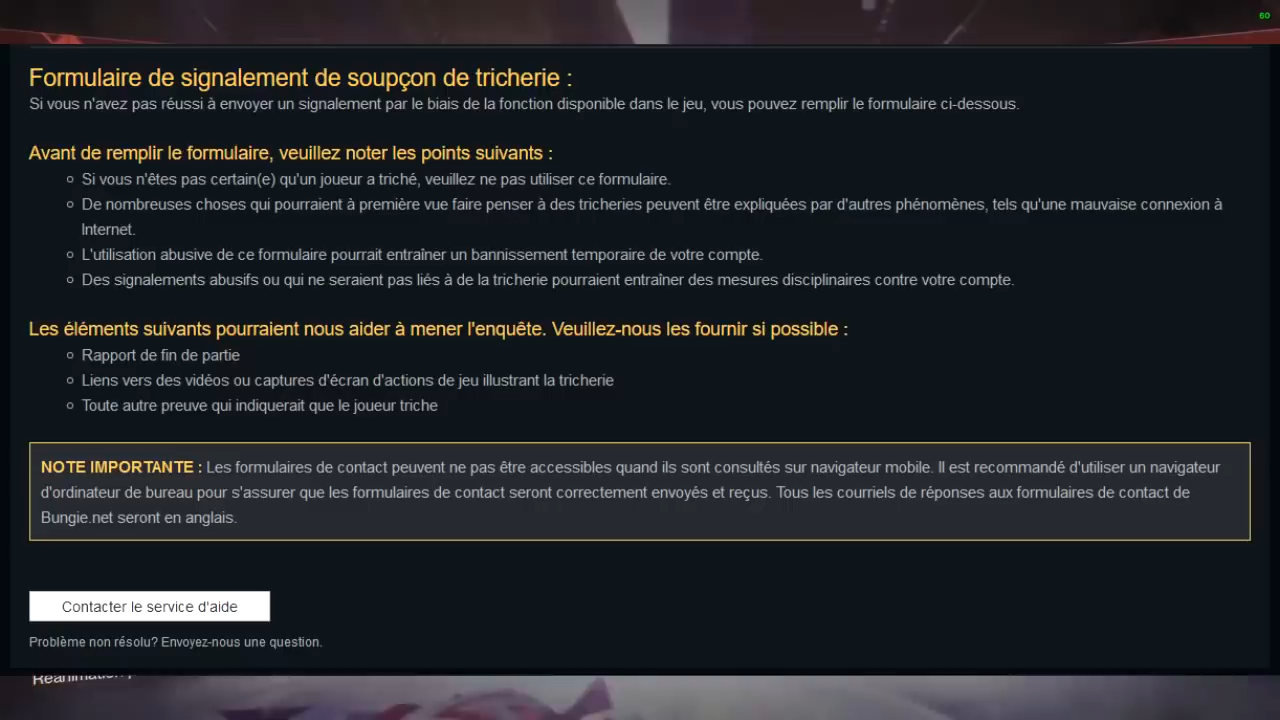 60
Formulaire de signalement de soupçon de tricherie :
Si vous n'avez pas réussi à envoyer un signalement par le biais de la fonction disponible dans le jeu, vous pouvez remplir le formulaire ci-dessous.
Avant de remplir le formulaire, veuillez noter les points suivants :
Si vous n'êtes pas certain(e) qu'un joueur a triché, veuillez ne pas utiliser ce formulaire.
De nombreuses choses qui pourraient à première vue faire penser à des tricheries peuvent être expliquées par d'autres phénomènes, tels qu'une mauvaise connexion à
Internet.
L'utilisation abusive de ce formulaire pourrait entraîner un bannissement temporaire de votre compte.
Des signalements abusifs ou qui ne seraient pas liés à de la tricherie pourraient entraîner des mesures disciplinaires contre votre compte.
Les éléments suivants pourraient nous aider à mener l'enquête. Veuillez-nous les fournir si possible :
Rapport de fin de partie
Liens vers des vidéos ou captures d'écran d'actions de jeu illustrant la tricherie
Toute autre preuve qui indiquerait que le joueur triche
NOTE IMPORTANTE : Les formulaires de contact peuvent ne pas être accessibles quand ils sont consultés sur navigateur mobile. Il est recommandé d'utiliser un navigateur
d'ordinateur de bureau pour s'assurer que les formulaires de contact seront correctement envoyés et reçus. Tous les courriels de réponses aux formulaires de contact de
Bungie.net seront en anglais.
Contacter le service d'aide
Problème non résolu? Envoyez-nous une question.